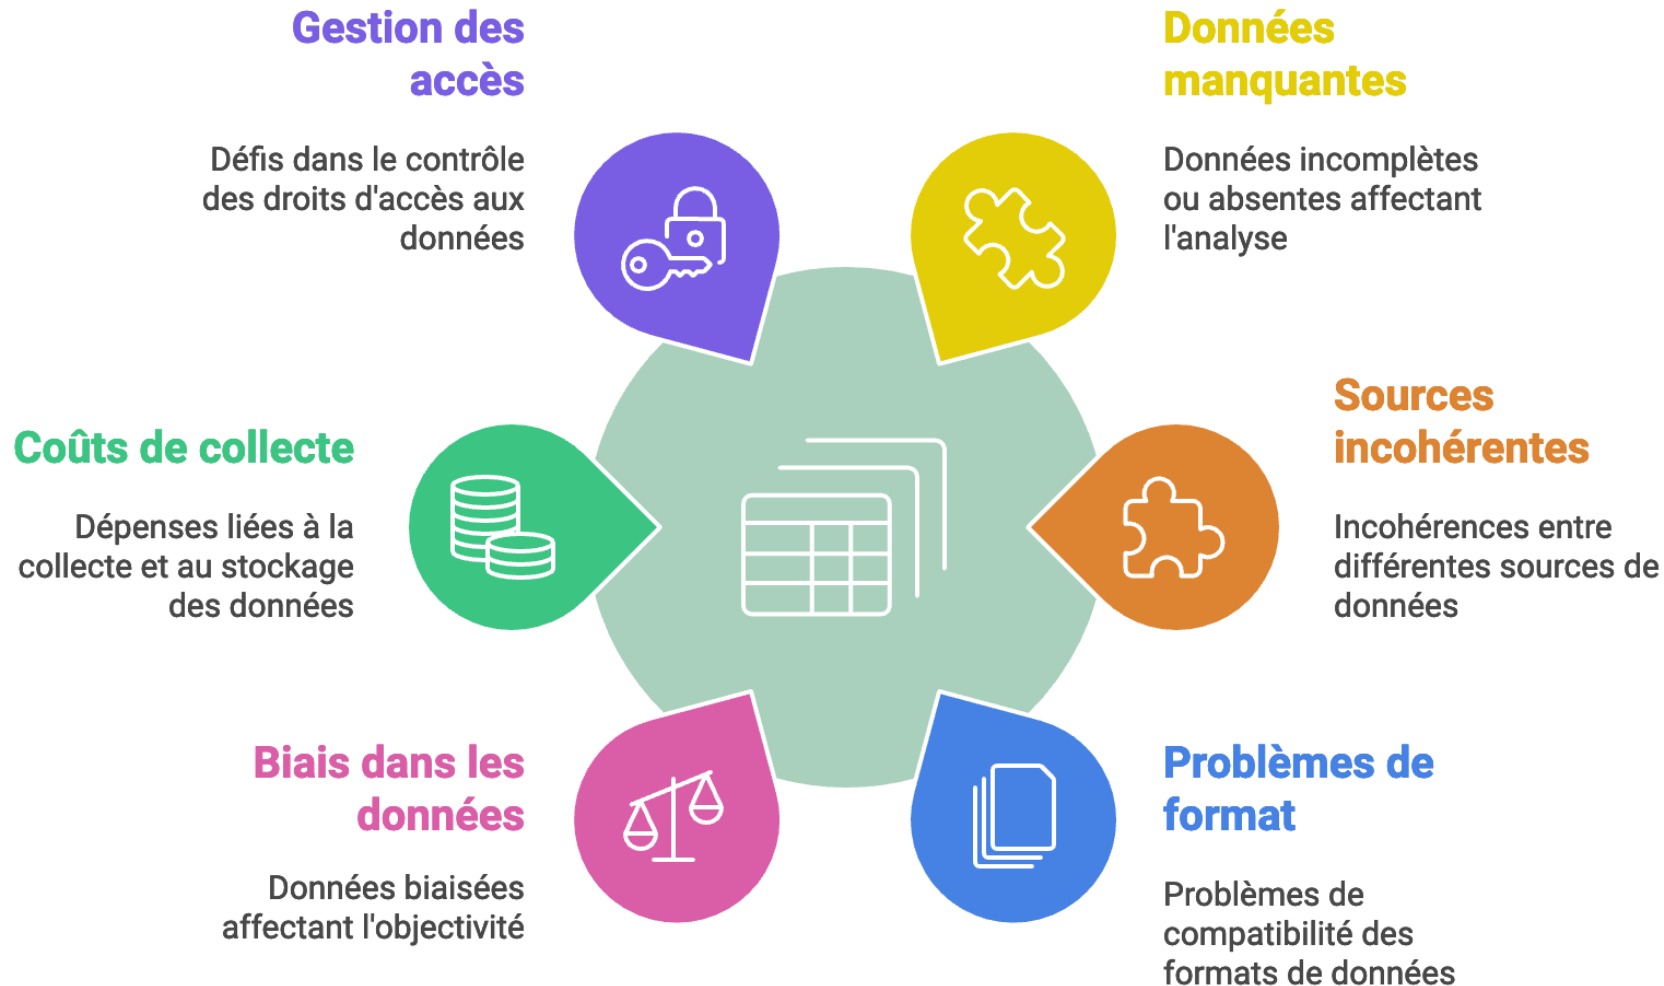 Gestion des
accès
Défis dans le contrôle
des droits d'accès aux
données
Données
manquantes
Données incomplètes
ou absentes affectant
l'analyse
Coûts de collecte
Dépenses liées à la
collecte et au stockage
des données
Sources
incohérentes
Incohérences entre
différentes sources de
données
Biais dans les
données
Données biaisées
affectant l'objectivité
Problèmes de
format
Problèmes de
compatibilité des
formats de données